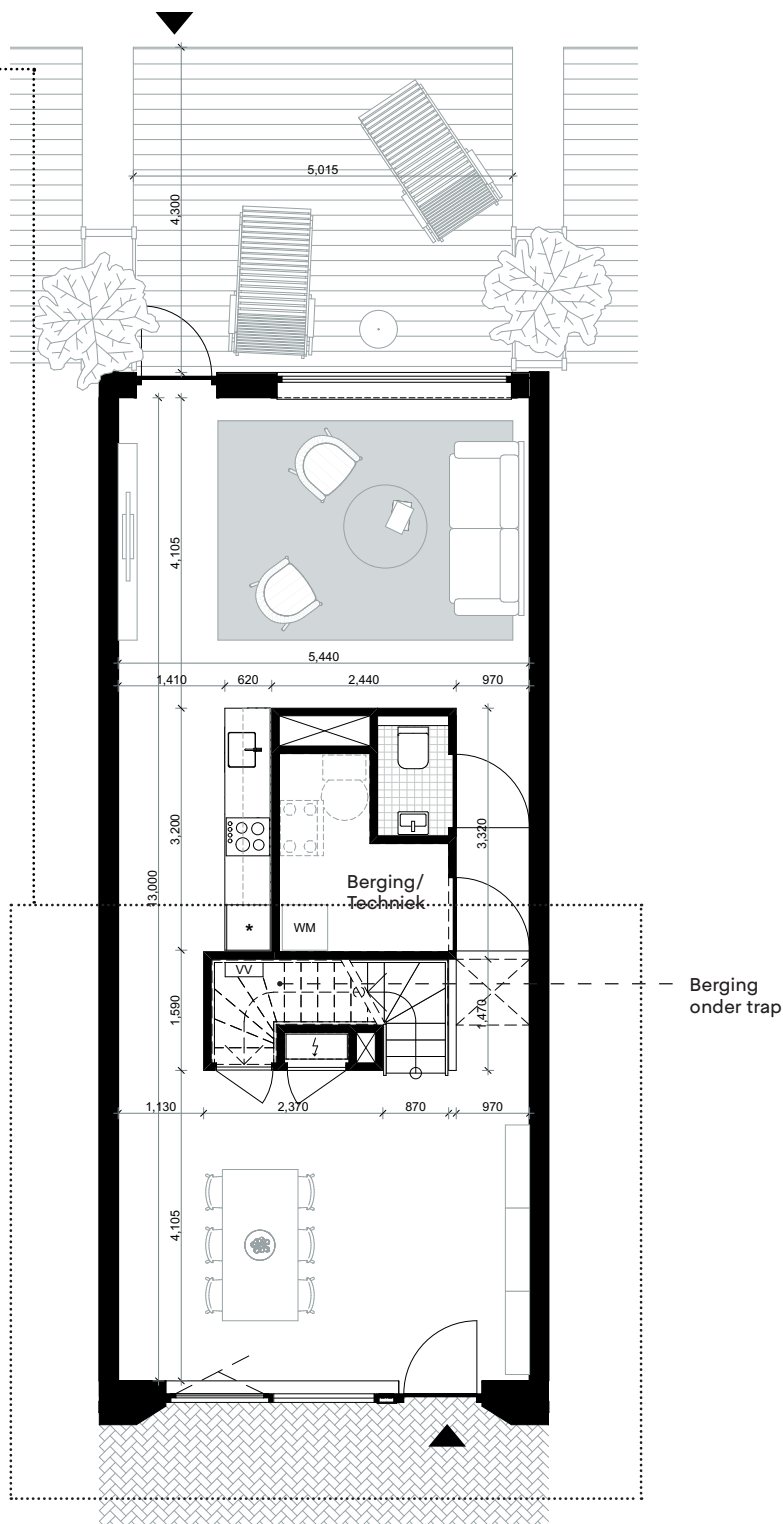 5,015
4,300
4,105
5,440
1,410 620 2,440 970
3,200
3,320
13,000
Berging/
Techniek
* WM
VV
Berging
onder trap
1,590
1,470
1,130 2,370 870 970
4,105